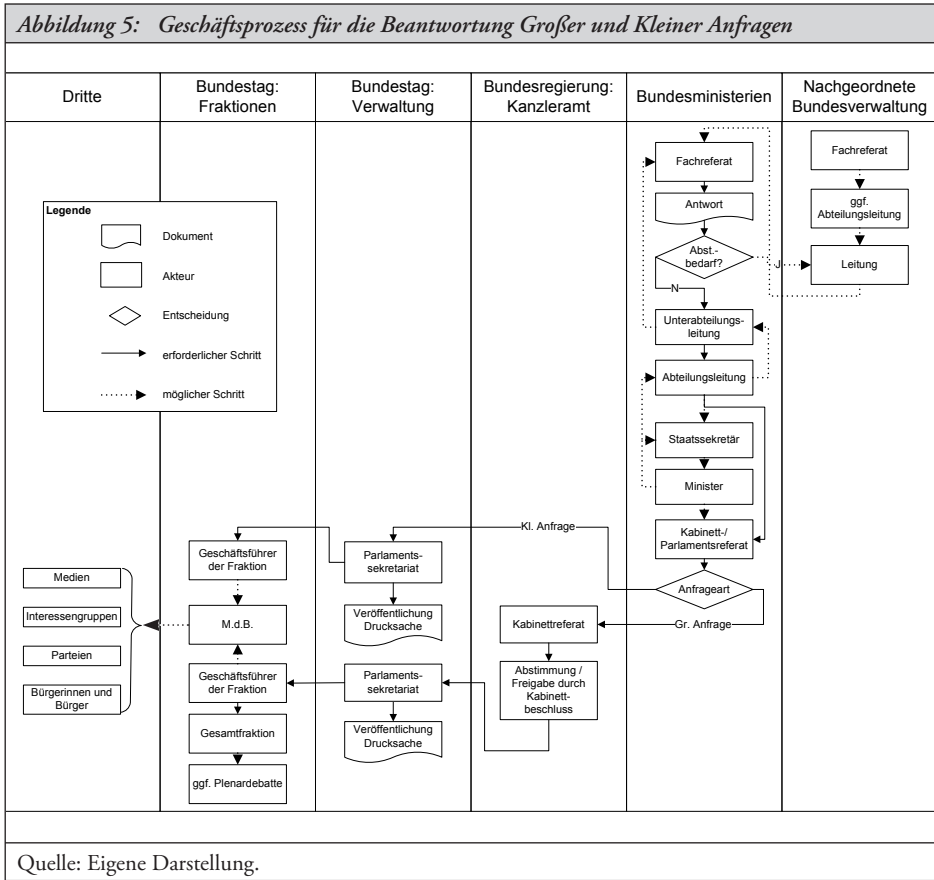 Abbildung 5: Geschäftsprozess für die Beantwortung Großer und Kleiner Anfragen
Dritte
Bundestag:
Fraktionen
Bundestag:
Verwaltung
Bundesregierung:
Kanzleramt
Bundesministerien
Nachgeordnete
Bundesverwaltung
Legende
Dokument
Akteur
Entscheidung
erforderlicher Schritt
möglicher Schritt
Medien
Interessengruppen
Parteien
Bürgerinnen und
Bürger
Geschäftsführer
der Fraktion
M.d.B.
Geschäftsführer
der Fraktion
Gesamtfraktion
ggf. Plenardebatte
Parlaments-
sekretariat
Veröffentlichung
Drucksache
Parlaments-
sekretariat
Veröffentlichung
Drucksache
Kl. Anfrage
Kabinettreferat
Abstimmung /
Freigabe durch
Kabinett-
beschluss
Fachreferat
Antwort
Abst.-
bedarf?
J
N
Unterabteilungs-
leitung
Abteilungsleitung
Staatssekretär
Minister
Kabinett-/
Parlamentsreferat
Anfrageart
Gr. Anfrage
Fachreferat
ggf.
Abteilungsleitung
Leitung
Quelle: Eigene Darstellung.